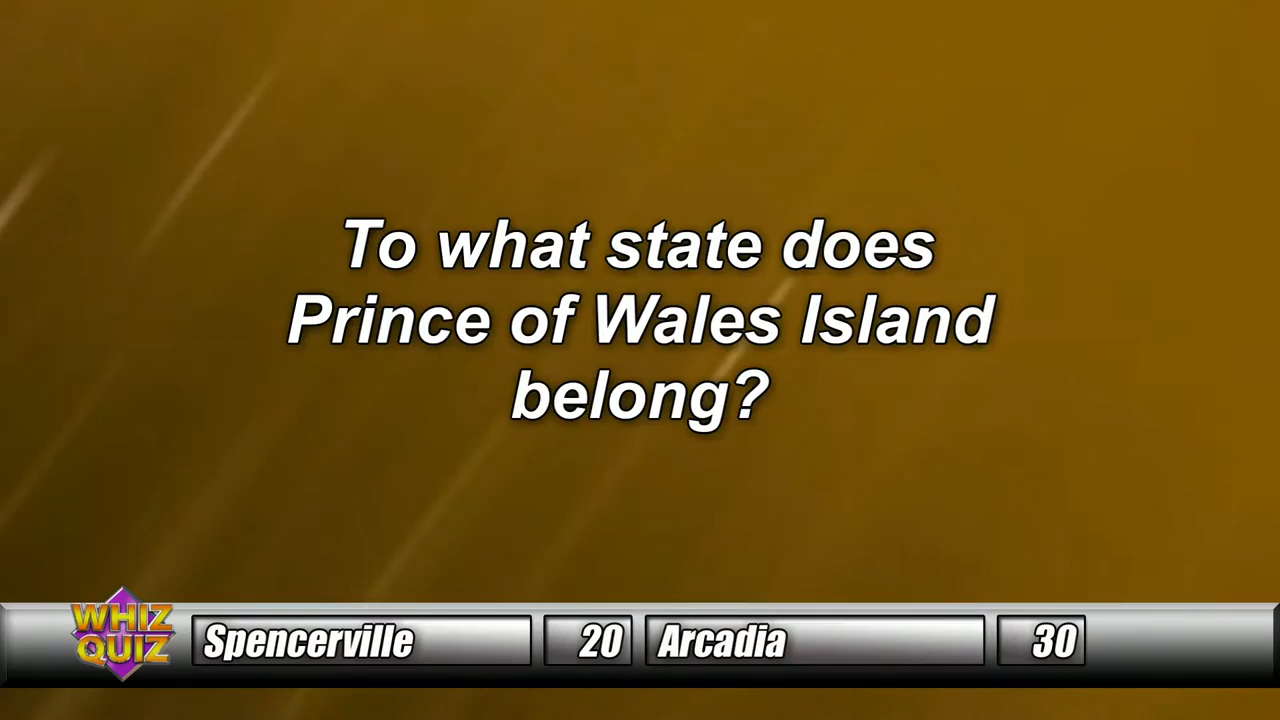 To what state does
Prince of Wales Island
belong?
WHIZ
QUIZ
Spencerville 20 Arcadia 30